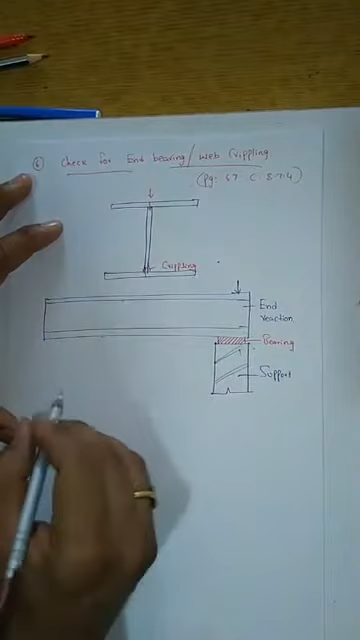 ⑥ Check for End bearing / web Crippling
(Pg. 67 C. 8.7.4)
Crippling
End
reaction
Bearing
Support